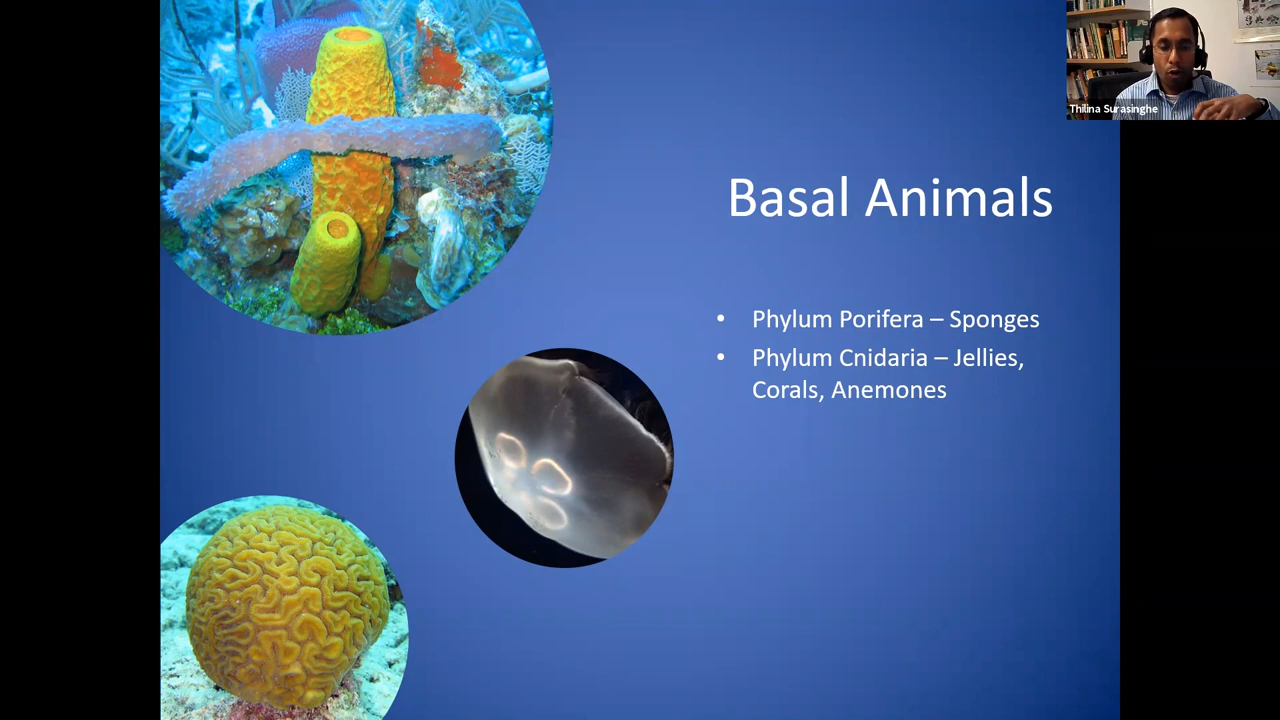 Thilina Surasinghe
Basal Animals
• Phylum Porifera – Sponges
• Phylum Cnidaria – Jellies,
Corals, Anemones